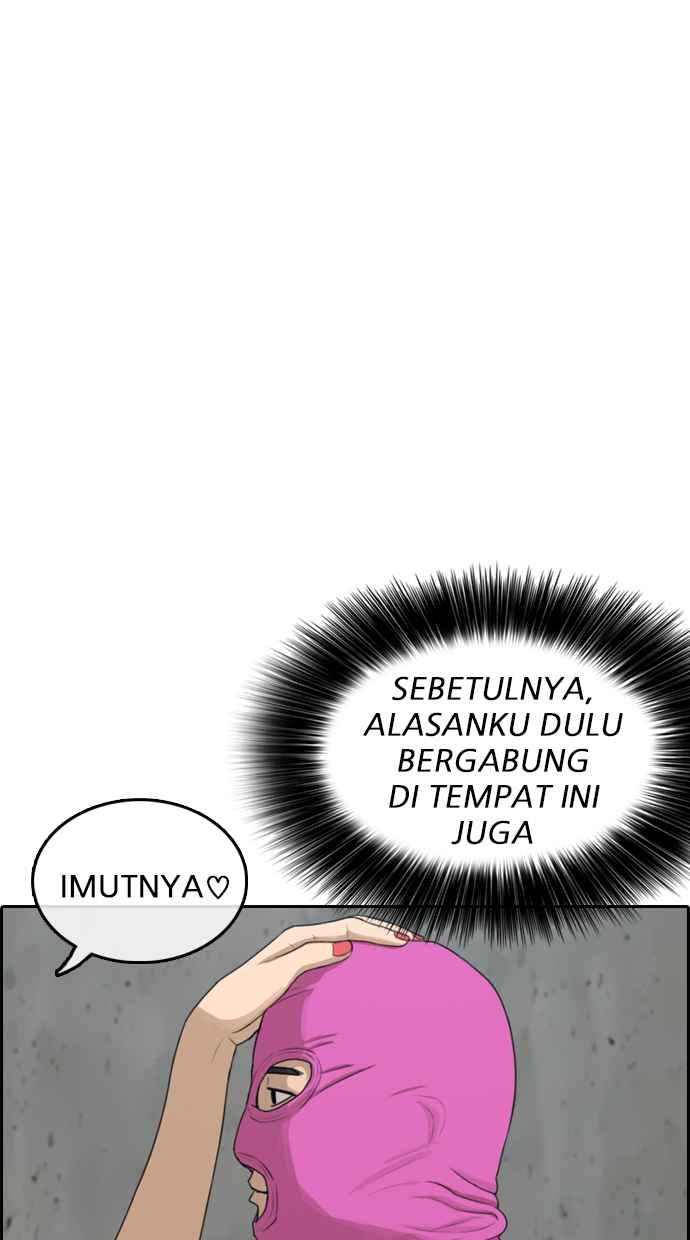 SEBETULNYA,
ALASANKU DULU
BERGABUNG
DI TEMPAT INI
JUGA
IMUTNYA♡